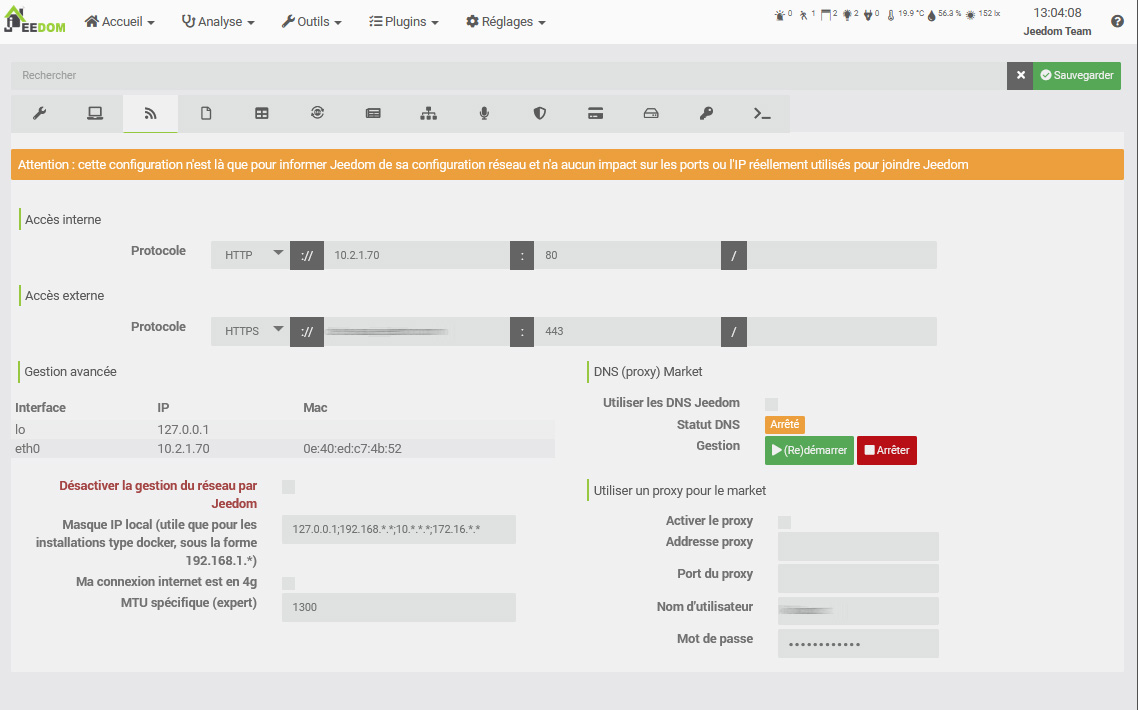 JEEDOM Accueil Analyse Outils Plugins Réglages 0 1 2 2 0 19.9 °C 56.3 % 152 lx 13:04:08
Jeedom Team
Rechercher Sauvegarder
Attention : cette configuration n'est là que pour informer Jeedom de sa configuration réseau et n'a aucun impact sur les ports ou l'IP réellement utilisés pour joindre Jeedom
Accès interne
Protocole HTTP :// 10.2.1.70 : 80 /
Accès externe
Protocole HTTPS :// : 443 /
Gestion avancée
Interface IP Mac
lo 127.0.0.1
eth0 10.2.1.70 0e:40:ed:c7:4b:52
Désactiver la gestion du réseau par
Jeedom
Masque IP local (utile que pour les
installations type docker, sous la forme
192.168.1.*)
127.0.0.1;192.168.*.*;10.*.*.*;172.16.*.*
Ma connexion internet est en 4g
MTU spécifique (expert) 1300
DNS (proxy) Market
Utiliser les DNS Jeedom
Statut DNS Arrêté
Gestion (Re)démarrer Arrêter
Utiliser un proxy pour le market
Activer le proxy
Addresse proxy
Port du proxy
Nom d'utilisateur
Mot de passe ••••••••••••